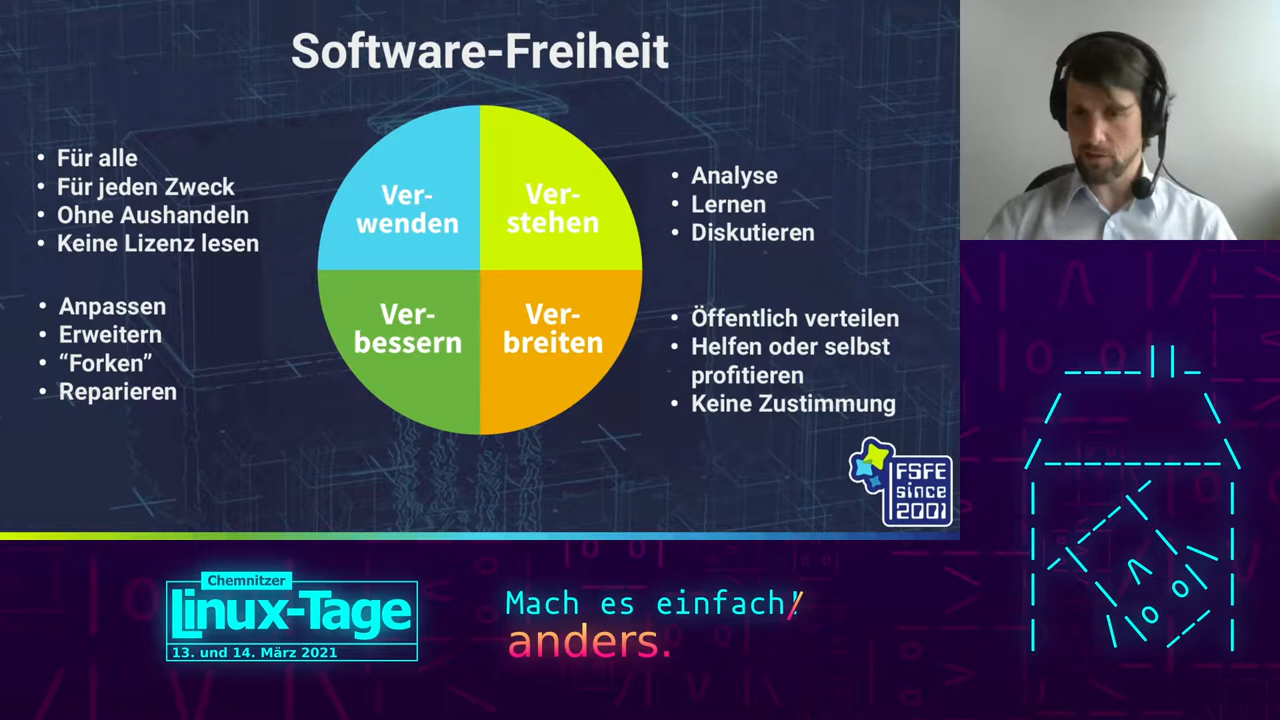 Software-Freiheit
• Für alle
• Für jeden Zweck
• Ohne Aushandeln
• Keine Lizenz lesen
Ver-
wenden
Ver-
stehen
• Analyse
• Lernen
• Diskutieren
• Anpassen
• Erweitern
• “Forken”
• Reparieren
Ver-
bessern
Ver-
breiten
• Öffentlich verteilen
• Helfen oder selbst
profitieren
• Keine Zustimmung
FSFE
since
2001
Chemnitzer
Linux-Tage
13. und 14. März 2021
Mach es einfach!
anders.